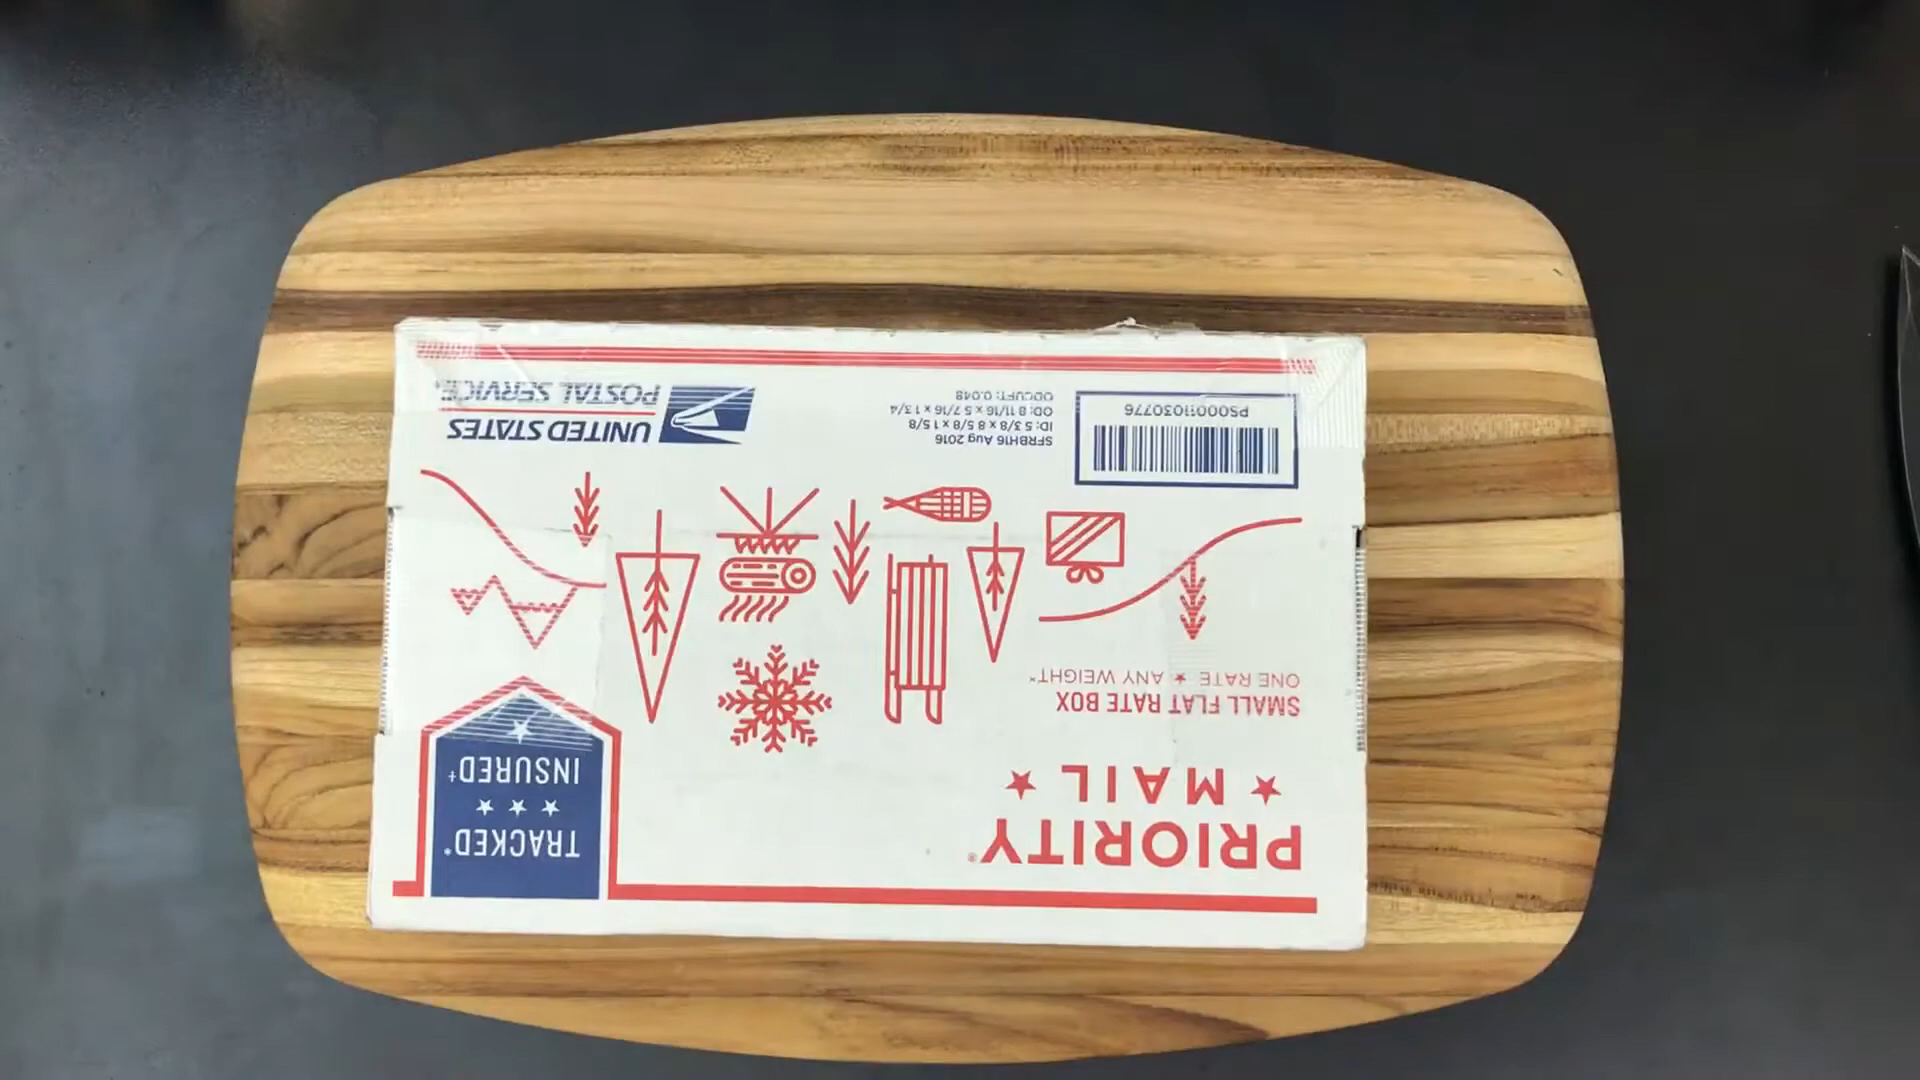 PRIORITY®
★ MAIL ★
SMALL FLAT RATE BOX
ONE RATE ★ ANY WEIGHT*
TRACKED*
★ ★ ★
INSURED†
PS00011030776
SFRBH16 Aug 2016
ID: 5 3/8 x 8 5/8 x 1 5/8
OD: 8 11/16 x 5 7/16 x 1 3/4
ODCUFT: 0.048
UNITED STATES
POSTAL SERVICE®